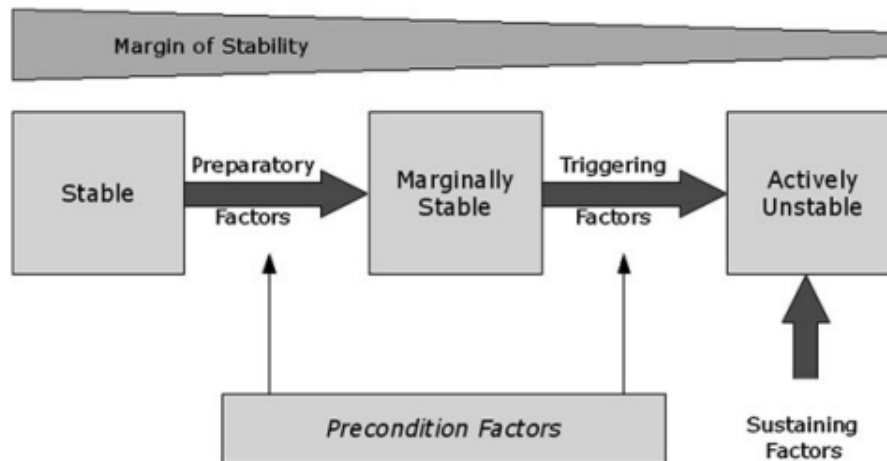 Margin of Stability
Stable
Preparatory
Factors
Marginally
Stable
Triggering
Factors
Actively
Unstable
Precondition Factors
Sustaining
Factors